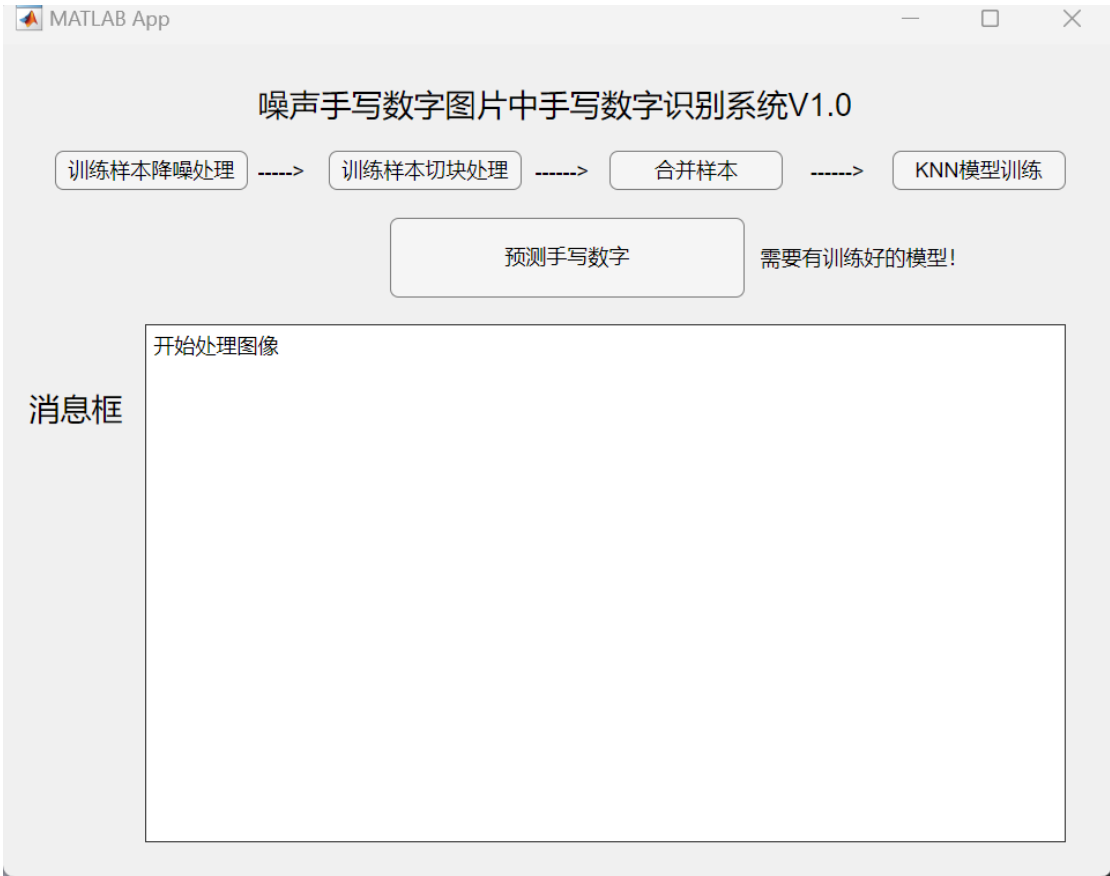 MATLAB App
噪声手写数字图片中手写数字识别系统V1.0
训练样本降噪处理 -----> 训练样本切块处理 ------> 合并样本 ------> KNN模型训练
预测手写数字 需要有训练好的模型！
开始处理图像
消息框